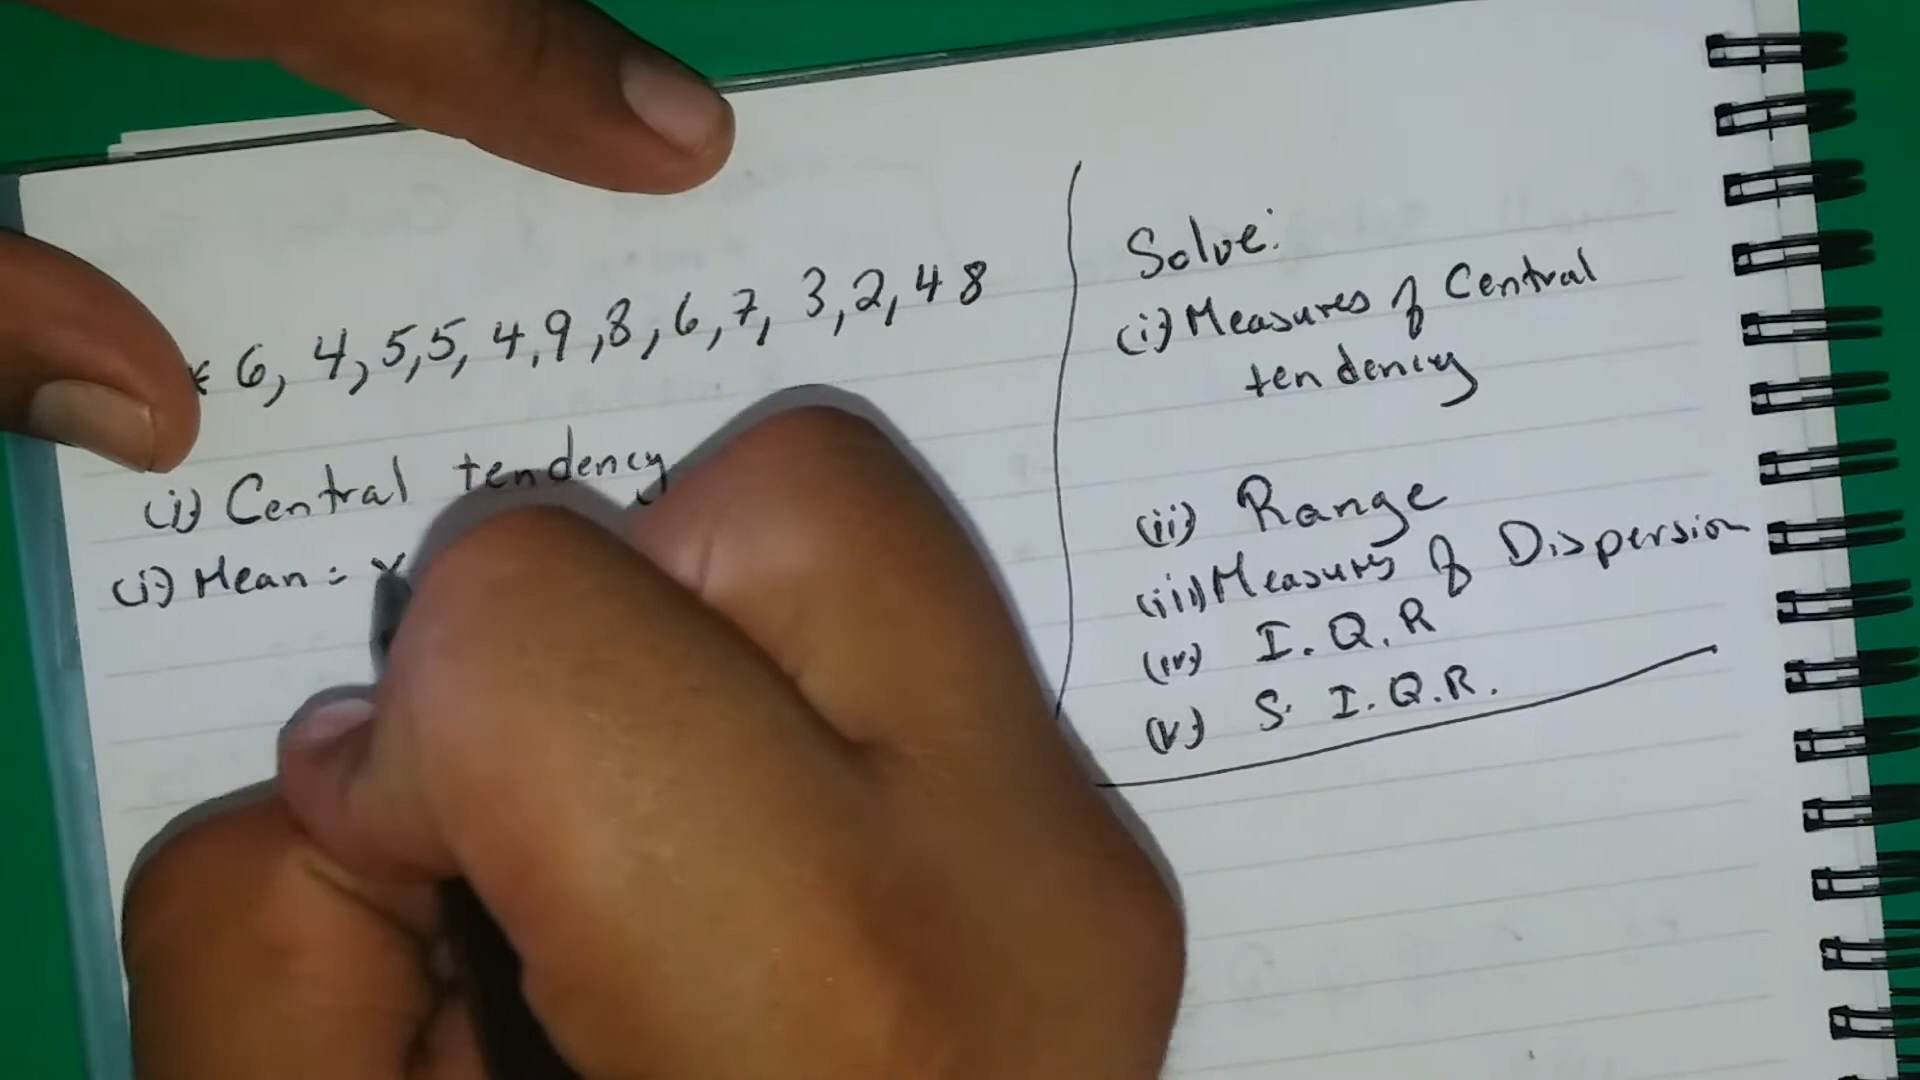 6, 4, 5, 5, 4, 9, 8, 6, 7, 3, 2, 4 8
(i) Central tendency
(i) Mean = x
Solve:
(i) Measures of Central
tendency
(ii) Range
(iii) Measures of Dispersion
(iv) I.Q.R
(v) S. I.Q.R.